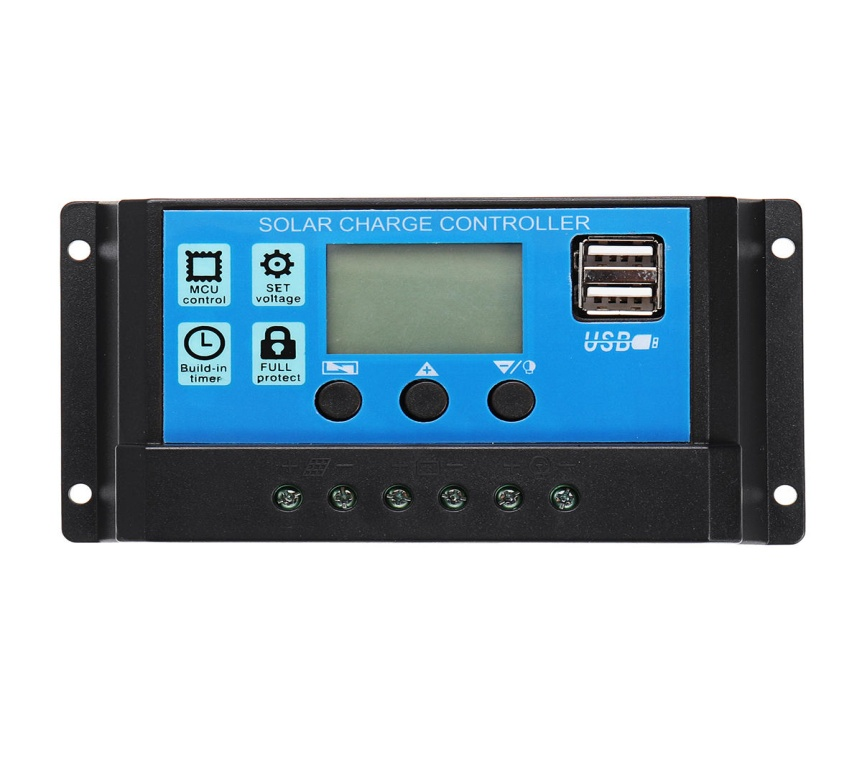 SOLAR CHARGE CONTROLLER
MCU
control
SET
voltage
Build-in
timer
FULL
protect
USB